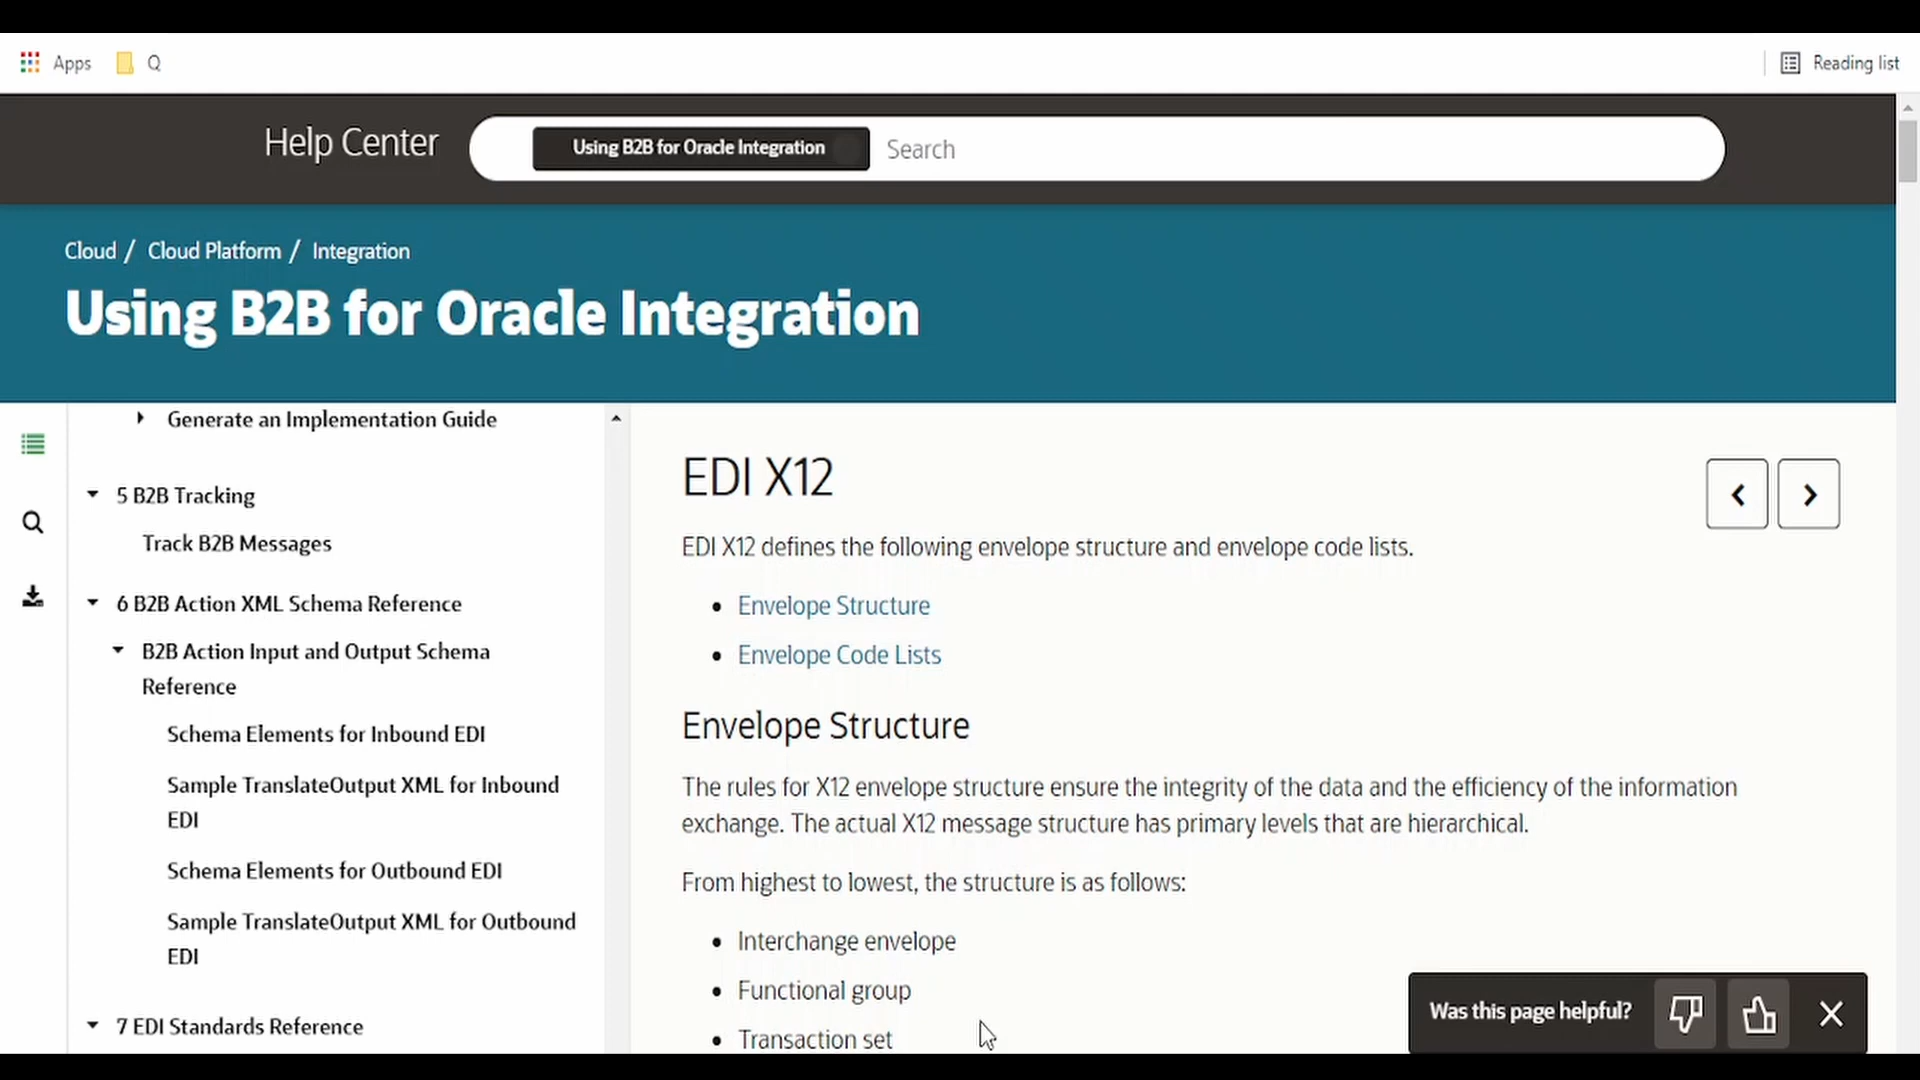 Apps
Q
Reading list
Help Center
Using B2B for Oracle Integration
Search
Cloud / Cloud Platform / Integration
Using B2B for Oracle Integration
Generate an Implementation Guide
5 B2B Tracking
Track B2B Messages
6 B2B Action XML Schema Reference
B2B Action Input and Output Schema
Reference
Schema Elements for Inbound EDI
Sample TranslateOutput XML for Inbound
EDI
Schema Elements for Outbound EDI
Sample TranslateOutput XML for Outbound
EDI
7 EDI Standards Reference
EDI X12
EDI X12 defines the following envelope structure and envelope code lists.
• Envelope Structure
• Envelope Code Lists
Envelope Structure
The rules for X12 envelope structure ensure the integrity of the data and the efficiency of the information
exchange. The actual X12 message structure has primary levels that are hierarchical.
From highest to lowest, the structure is as follows:
• Interchange envelope
• Functional group
• Transaction set
Was this page helpful?